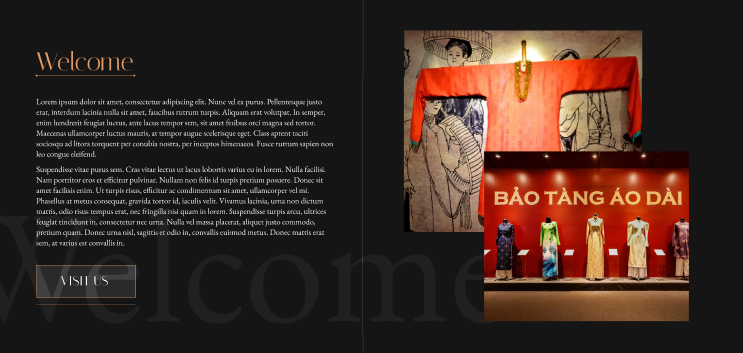 Welcome
Lorem ipsum dolor sit amet, consectetur adipiscing elit. Nunc vel ex purus. Pellentesque justo
erat, interdum lacinia nulla sit amet, faucibus rutrum turpis. Aliquam erat volutpat. In semper,
enim hendrerit feugiat luctus, ante lacus tempor sem, sit amet finibus orci magna sed tortor.
Maecenas ullamcorper luctus mauris, at tempor augue scelerisque eget. Class aptent taciti
sociosqu ad litora torquent per conubia nostra, per inceptos himenaeos. Fusce rutrum sapien non
leo congue eleifend.
Suspendisse vitae purus sem. Cras vitae lectus ut lacus lobortis varius eu in lorem. Nulla facilisi.
Nam porttitor eros et efficitur pulvinar. Nullam non felis id turpis pretium posuere. Donec sit
amet facilisis enim. Ut turpis risus, efficitur ac condimentum sit amet, ullamcorper vel mi.
Phasellus at metus consequat, gravida tortor id, iaculis velit. Vivamus lacinia, urna non dictum
mattis, odio risus tempus erat, nec fringilla nisi quam in lorem. Suspendisse turpis arcu, ultrices
feugiat tincidunt in, consectetur nec urna. Nulla vel massa placerat, aliquet justo commodo,
pretium quam. Donec urna nisl, sagittis et odio in, convallis euismod metus. Donec mattis erat
sem, at varius est convallis in.
VISIT US
Welcome
BẢO TÀNG ÁO DÀI